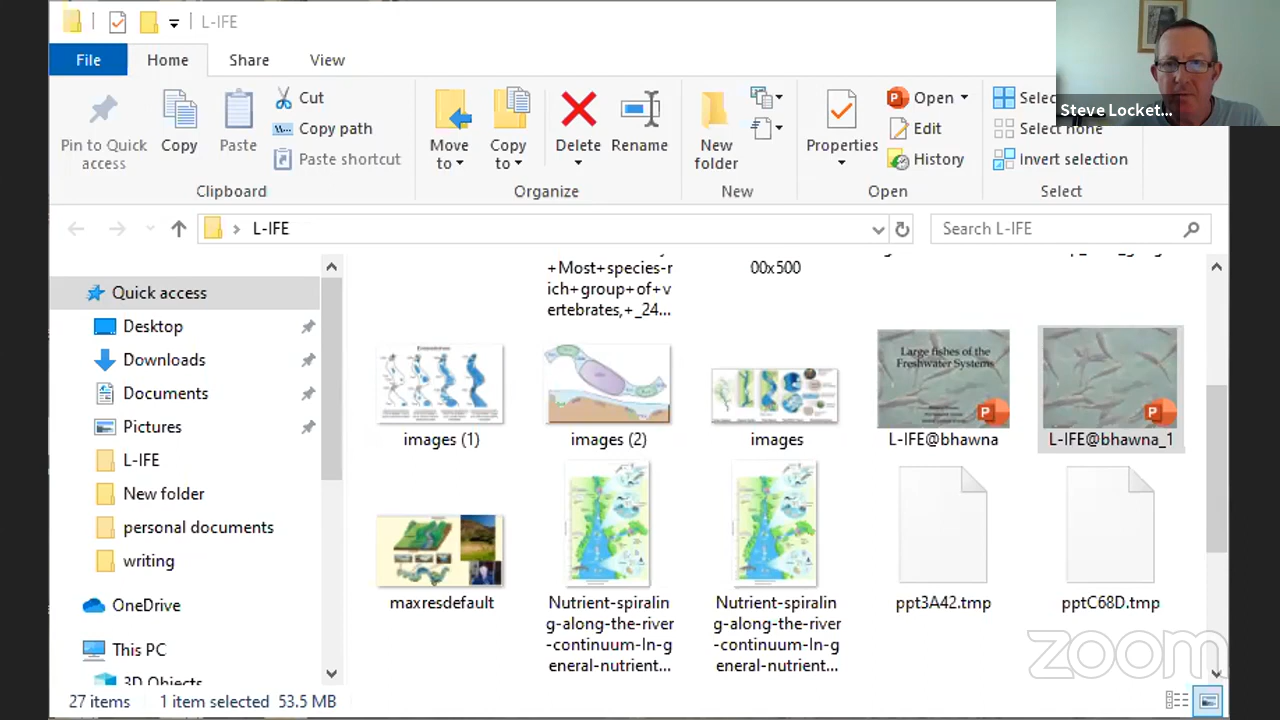 L-IFE
File
Home
Share
View
Pin to Quick
access
Copy
Paste
Cut
Copy path
Paste shortcut
Clipboard
Move
to
Copy
to
Delete
Rename
Organize
New
folder
New
Properties
Open
Edit
History
Open
Select none
Invert selection
Select
Steve Locket...
L-IFE
Search L-IFE
Quick access
Desktop
Downloads
Documents
Pictures
L-IFE
New folder
personal documents
writing
OneDrive
This PC
3D Objects
+Most+species-r
ich+group+of+v
ertebrates,+_24...
00x500
images (1)
images (2)
images
Large fishes of the
Freshwater Systems
L-IFE@bhawna
L-IFE@bhawna_1
maxresdefault
Nutrient-spiralin
g-along-the-river
-continuum-In-g
eneral-nutrient...
Nutrient-spiralin
g-along-the-river
-continuum-In-g
eneral-nutrient...
ppt3A42.tmp
pptC68D.tmp
zoom
27 items
1 item selected 53.5 MB